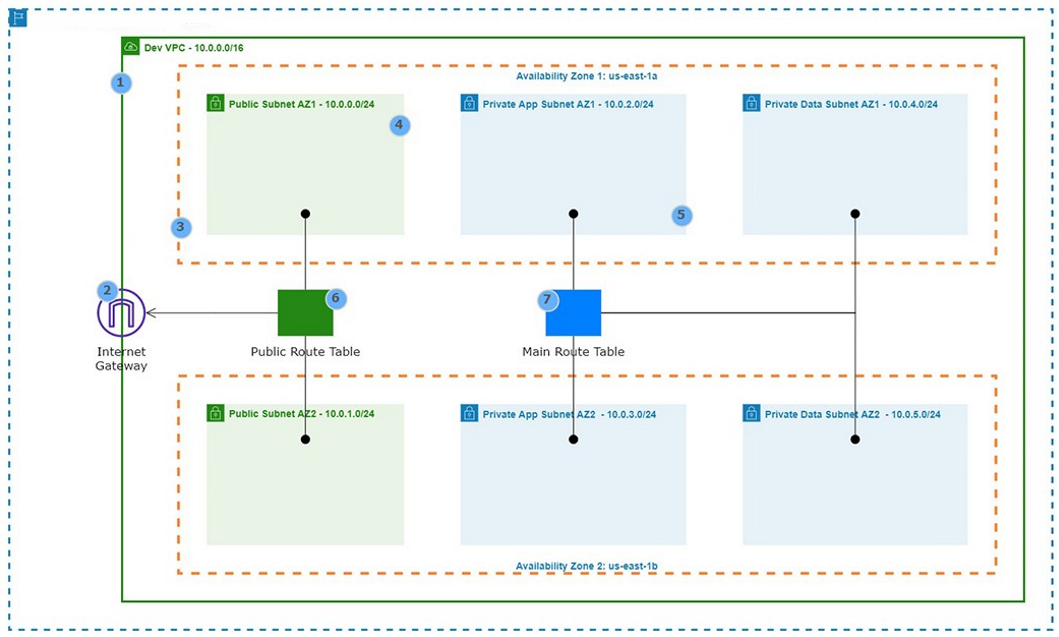 Dev VPC - 10.0.0.0/16
1
Availability Zone 1: us-east-1a
Public Subnet AZ1 - 10.0.0.0/24
Private App Subnet AZ1 - 10.0.2.0/24
Private Data Subnet AZ1 - 10.0.4.0/24
4
5
3
2
6
7
Internet
Gateway
Public Route Table
Main Route Table
Public Subnet AZ2 - 10.0.1.0/24
Private App Subnet AZ2 - 10.0.3.0/24
Private Data Subnet AZ2 - 10.0.5.0/24
Availability Zone 2: us-east-1b